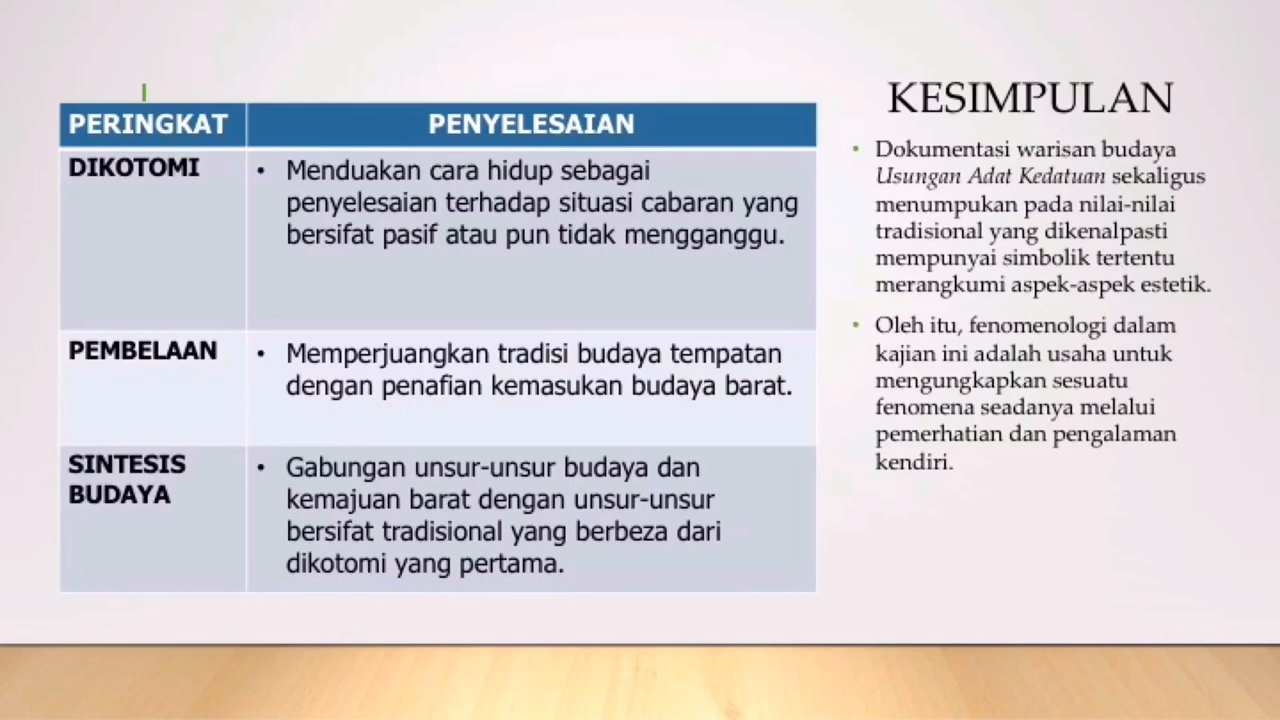 PERINGKAT
PENYELESAIAN
DIKOTOMI
• Menduakan cara hidup sebagai
penyelesaian terhadap situasi cabaran yang
bersifat pasif atau pun tidak mengganggu.
PEMBELAAN
• Memperjuangkan tradisi budaya tempatan
dengan penafian kemasukan budaya barat.
SINTESIS
BUDAYA
• Gabungan unsur-unsur budaya dan
kemajuan barat dengan unsur-unsur
bersifat tradisional yang berbeza dari
dikotomi yang pertama.
KESIMPULAN
• Dokumentasi warisan budaya
Usungan Adat Kedatuan sekaligus
menumpukan pada nilai-nilai
tradisional yang dikenalpasti
mempunyai simbolik tertentu
merangkumi aspek-aspek estetik.
• Oleh itu, fenomenologi dalam
kajian ini adalah usaha untuk
mengungkapkan sesuatu
fenomena seadanya melalui
pemerhatian dan pengalaman
kendiri.